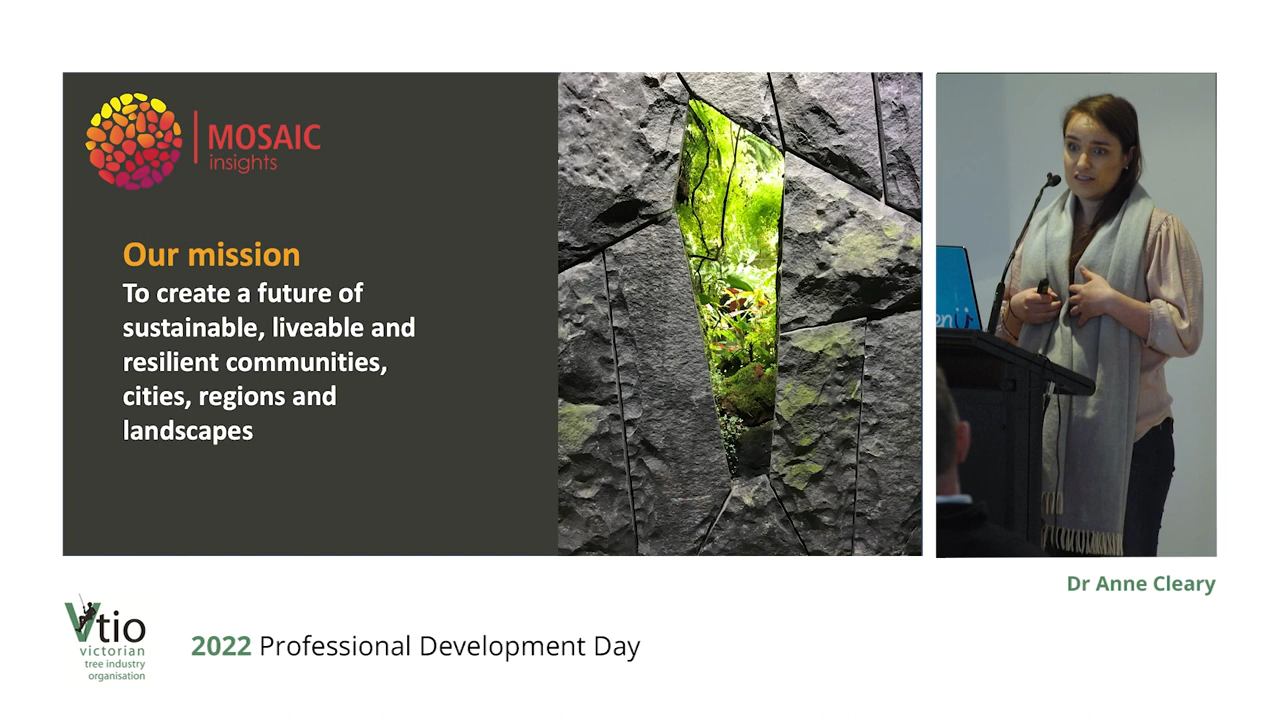 MOSAIC
insights
Our mission
To create a future of
sustainable, liveable and
resilient communities,
cities, regions and
landscapes
Dr Anne Cleary
Vtio
victorian
tree industry
organisation
2022 Professional Development Day